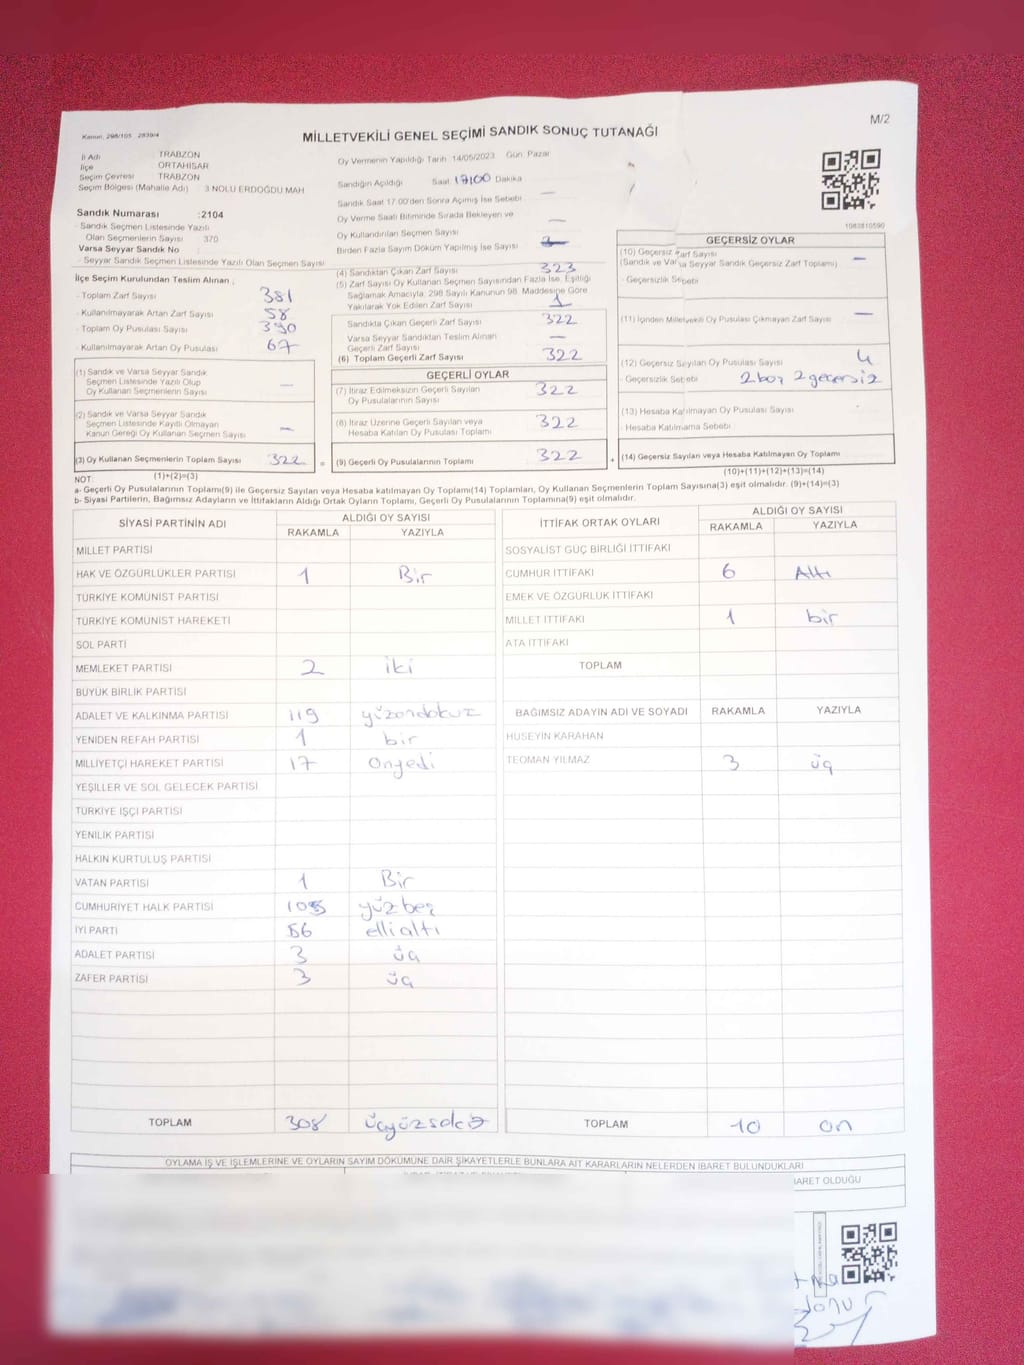 Kanun, 298/105 2839/4
M/2
MİLLETVEKİLİ GENEL SEÇİMİ SANDIK SONUÇ TUTANAĞI
İl Adı TRABZON
İlçe ORTAHİSAR
Seçim Çevresi TRABZON
Seçim Bölgesi (Mahalle Adı) 3 NOLU ERDOĞDU MAH
Sandık Numarası :2104
- Sandık Seçmen Listesinde Yazılı
Olan Seçmenlerin Sayısı 370
Varsa Seyyar Sandık No :
- Seyyar Sandık Listesinde Yazılı Olan Seçmen Sayısı
İlçe Seçim Kurulundan Teslim Alınan ;
- Toplam Zarf Sayısı 381
- Kullanılmayarak Artan Zarf Sayısı 58
- Toplam Oy Pusulası Sayısı 390
- Kullanılmayarak Artan Oy Pusulası 67
(1) Sandık ve Varsa Seyyar Sandık
Seçmen Listesinde Yazılı Olup
Oy Kullanan Seçmenlerin Sayısı —
(2) Sandık ve Varsa Seyyar Sandık
Seçmen Listesinde Kayıtlı Olmayan
Kanun Gereği Oy Kullanan Seçmen Sayısı —
(3) Oy Kullanan Seçmenlerin Toplam Sayısı 322 =
Oy Vermenin Yapıldığı Tarih 14/05/2023 Gün Pazar
Sandığın Açıldığı Saat 17:00 Dakika
Sandık Saat 17.00'den Sonra Açılmış İse Sebebi —
Oy Verme Saati Bitiminde Sırada Bekleyen ve
Oy Kullandırılan Seçmen Sayısı —
Birden Fazla Sayım Döküm Yapılmış İse Sayısı
(4) Sandıktan Çıkan Zarf Sayısı 323
(5) Zarf Sayısı Oy Kullanan Seçmen Sayısından Fazla İse, Eşitliği
Sağlamak Amacıyla, 298 Sayılı Kanunun 98. Maddesine Göre
Yakılarak Yok Edilen Zarf Sayısı 1
Sandıkta Çıkan Geçerli Zarf Sayısı 322
Varsa Seyyar Sandıktan Teslim Alınan
Geçerli Zarf Sayısı —
(6) Toplam Geçerli Zarf Sayısı 322
GEÇERLİ OYLAR
(7) İtiraz Edilmeksizin Geçerli Sayılan
Oy Pusulalarının Sayısı 322
(8) İtiraz Üzerine Geçerli Sayılan veya
Hesaba Katılan Oy Pusulası Toplamı 322
(9) Geçerli Oy Pusulalarının Toplamı 322 +
1083810590
GEÇERSİZ OYLAR
(10) Geçersiz Zarf Sayısı
(Sandık ve Varsa Seyyar Sandık Geçersiz Zarf Toplamı) —
- Geçersizlik Sebebi
(11) İçinden Milletvekili Oy Pusulası Çıkmayan Zarf Sayısı —
(12) Geçersiz Sayılan Oy Pusulası Sayısı 4
- Geçersizlik Sebebi 2 boş 2 geçersiz
(13) Hesaba Katılmayan Oy Pusulası Sayısı
- Hesaba Katılmama Sebebi
(14) Geçersiz Sayılan veya Hesaba Katılmayan Oy Toplamı
NOT: (1)+(2)=(3) (10)+(11)+(12)+(13)=(14)
a- Geçerli Oy Pusulaları Toplamı(9) ile Geçersiz Sayılan veya Hesaba katılmayan Oy Toplamı(14) Toplamları, Oy Kullanan Seçmenlerin Toplam Sayısına(3) eşit olmalıdır. (9)+(14)=(3)
b- Siyasi Partilerin, Bağımsız Adayların ve İttifakların Aldığı Ortak Oyların Toplamı, Geçerli Oy Pusulalarının Toplamına(9) eşit olmalıdır.
SİYASİ PARTİNİN ADI ALDIĞI OY SAYISI
RAKAMLA YAZIYLA
MİLLET PARTİSİ
HAK VE ÖZGÜRLÜKLER PARTİSİ 1 Bir
TÜRKİYE KOMÜNİST PARTİSİ
TÜRKİYE KOMÜNİST HAREKETİ
SOL PARTİ
MEMLEKET PARTİSİ 2 iki
BÜYÜK BİRLİK PARTİSİ
ADALET VE KALKINMA PARTİSİ 119 yüzondokuz
YENİDEN REFAH PARTİSİ 1 bir
MİLLİYETÇİ HAREKET PARTİSİ 17 Onyedi
YEŞİLLER VE SOL GELECEK PARTİSİ
TÜRKİYE İŞÇİ PARTİSİ
YENİLİK PARTİSİ
HALKIN KURTULUŞ PARTİSİ
VATAN PARTİSİ 1 Bir
CUMHURİYET HALK PARTİSİ 105 yüzbeş
İYİ PARTİ 56 ellialtı
ADALET PARTİSİ 3 üç
ZAFER PARTİSİ 3 üç
TOPLAM 308 üçyüzsekiz
İTTİFAK ORTAK OYLARI ALDIĞI OY SAYISI
RAKAMLA YAZIYLA
SOSYALİST GÜÇ BİRLİĞİ İTTİFAKI
CUMHUR İTTİFAKI 6 Altı
EMEK VE ÖZGÜRLÜK İTTİFAKI
MİLLET İTTİFAKI 1 bir
ATA İTTİFAKI
TOPLAM
BAĞIMSIZ ADAYIN ADI VE SOYADI RAKAMLA YAZIYLA
HÜSEYİN KARAHAN
TEOMAN YILMAZ 3 üç
TOPLAM 10 on
OYLAMA İŞ VE İŞLEMLERİNE VE OYLARIN SAYIM DÖKÜMÜNE DAİR ŞİKAYETLERLE BUNLARA AİT KARARLARIN NELERDEN İBARET BULUNDUKLARI
İBARET OLDUĞU